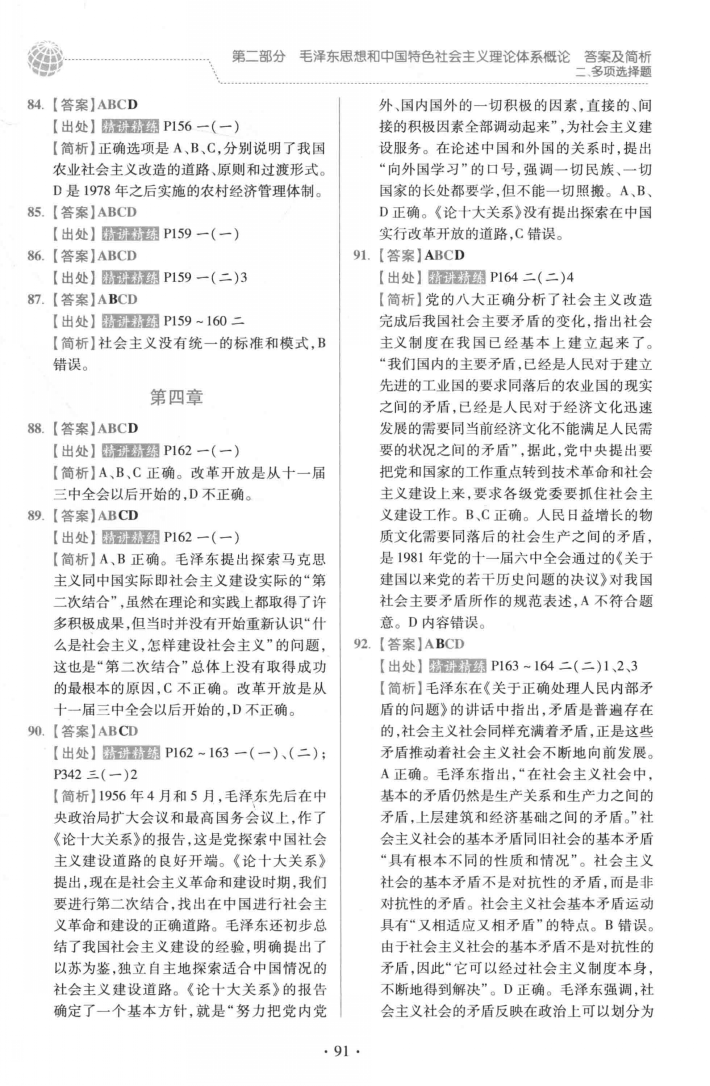 第二部分 毛泽东思想和中国特色社会主义理论体系概论 答案及简析
二、多项选择题
84.【答案】ABCD
【出处】精讲精练 P156 一(一)
【简析】正确选项是 A、B、C,分别说明了我国
农业社会主义改造的道路、原则和过渡形式。
D 是 1978 年之后实施的农村经济管理体制。
85.【答案】ABCD
【出处】精讲精练 P159 一(一)
86.【答案】ABCD
【出处】精讲精练 P159 一(二)3
87.【答案】ABCD
【出处】精讲精练 P159~160 二
【简析】社会主义没有统一的标准和模式,B
错误。
第四章
88.【答案】ABCD
【出处】精讲精练 P162 一(一)
【简析】A、B、C 正确。改革开放是从十一届
三中全会以后开始的,D 不正确。
89.【答案】ABCD
【出处】精讲精练 P162 一(一)
【简析】A、B 正确。毛泽东提出探索马克思
主义同中国实际即社会主义建设实际的“第
二次结合”,虽然在理论和实践上都取得了许
多积极成果,但当时并没有开始重新认识“什
么是社会主义,怎样建设社会主义”的问题,
这也是“第二次结合”总体上没有取得成功
的最根本的原因,C 不正确。改革开放是从
十一届三中全会以后开始的,D 不正确。
90.【答案】ABCD
【出处】精讲精练 P162~163 一(一)、(二);
P342 三(一)2
【简析】1956 年 4 月和 5 月,毛泽东先后在中
央政治局扩大会议和最高国务会议上,作了
《论十大关系》的报告,这是党探索中国社会
主义建设道路的良好开端。《论十大关系》
提出,现在是社会主义革命和建设时期,我们
要进行第二次结合,找出在中国进行社会主
义革命和建设的正确道路。毛泽东还初步总
结了我国社会主义建设的经验,明确提出了
以苏为鉴,独立自主地探索适合中国情况的
社会主义建设道路。《论十大关系》的报告
确定了一个基本方针,就是“努力把党内党
外、国内国外的一切积极的因素,直接的、间
接的积极因素全部调动起来”,为社会主义建
设服务。在论述中国和外国的关系时,提出
“向外国学习”的口号,强调一切民族、一切
国家的长处都要学,但不能一切照搬。A、B、
D 正确。《论十大关系》没有提出探索在中国
实行改革开放的道路,C 错误。
91.【答案】ABCD
【出处】精讲精练 P164 二(二)4
【简析】党的八大正确分析了社会主义改造
完成后我国社会主要矛盾的变化,指出社会
主义制度在我国已经基本上建立起来了。
“我们国内的主要矛盾,已经是人民对于建立
先进的工业国的要求同落后的农业国的现实
之间的矛盾,已经是人民对于经济文化迅速
发展的需要同当前经济文化不能满足人民需
要的状况之间的矛盾”,据此,党中央提出要
把党和国家的工作重点转到技术革命和社会
主义建设上来,要求各级党委要抓住社会主
义建设工作。B、C 正确。人民日益增长的物
质文化需要同落后的社会生产之间的矛盾,
是 1981 年党的十一届六中全会通过的《关于
建国以来党的若干历史问题的决议》对我国
社会主要矛盾所作的规范表述,A 不符合题
意。D 内容错误。
92.【答案】ABCD
【出处】精讲精练 P163~164 二(二)1、2、3
【简析】毛泽东在《关于正确处理人民内部矛
盾的问题》的讲话中指出,矛盾是普遍存在
的,社会主义社会同样充满着矛盾,正是这些
矛盾推动着社会主义社会不断地向前发展。
A 正确。毛泽东指出,“在社会主义社会中,
基本的矛盾仍然是生产关系和生产力之间的
矛盾,上层建筑和经济基础之间的矛盾。”社
会主义社会的基本矛盾同旧社会的基本矛盾
“具有根本不同的性质和情况”。社会主义
社会的基本矛盾不是对抗性的矛盾,而是非
对抗性的矛盾。社会主义社会基本矛盾运动
具有“又相适应又相矛盾”的特点。B 错误。
由于社会主义社会的基本矛盾不是对抗性的
矛盾,因此“它可以经过社会主义制度本身,
不断地得到解决”。D 正确。毛泽东强调,社
会主义社会的矛盾反映在政治上可以划分为
·91·